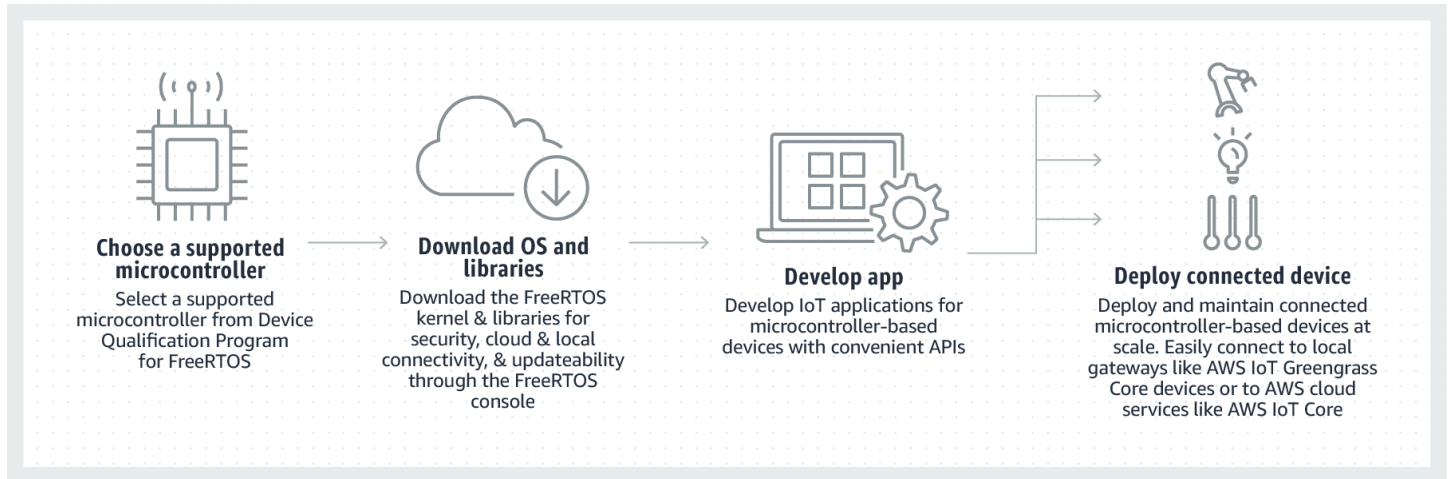 Choose a supported
microcontroller
Select a supported
microcontroller from Device
Qualification Program
for FreeRTOS
Download OS and
libraries
Download the FreeRTOS
kernel & libraries for
security, cloud & local
connectivity, & updateability
through the FreeRTOS
console
Develop app
Develop IoT applications for
microcontroller-based
devices with convenient APIs
Deploy connected device
Deploy and maintain connected
microcontroller-based devices at
scale. Easily connect to local
gateways like AWS IoT Greengrass
Core devices or to AWS cloud
services like AWS IoT Core